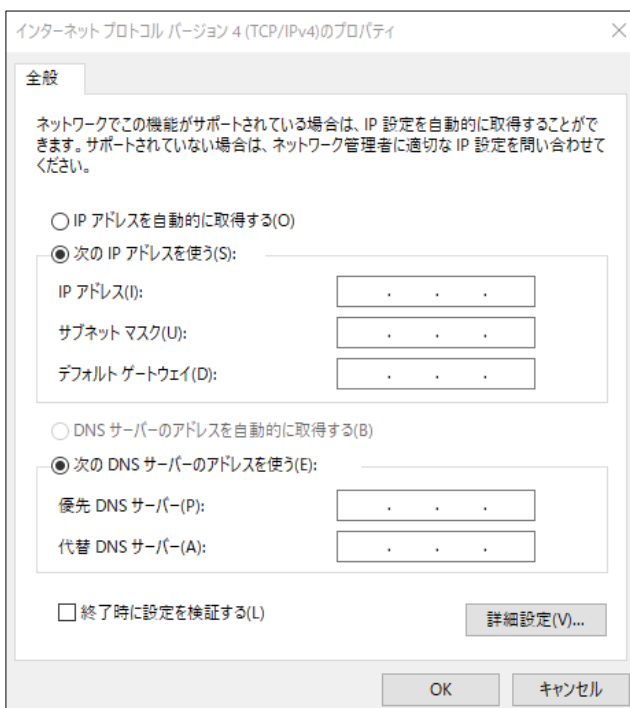 インターネット プロトコル バージョン 4 (TCP/IPv4)のプロパティ
全般
ネットワークでこの機能がサポートされている場合は、IP 設定を自動的に取得することがで
きます。サポートされていない場合は、ネットワーク管理者に適切な IP 設定を問い合わせて
ください。
IP アドレスを自動的に取得する(O)
次の IP アドレスを使う(S):
IP アドレス(I):
サブネット マスク(U):
デフォルト ゲートウェイ(D):
DNS サーバーのアドレスを自動的に取得する(B)
次の DNS サーバーのアドレスを使う(E):
優先 DNS サーバー(P):
代替 DNS サーバー(A):
終了時に設定を検証する(L)
詳細設定(V)...
OK キャンセル